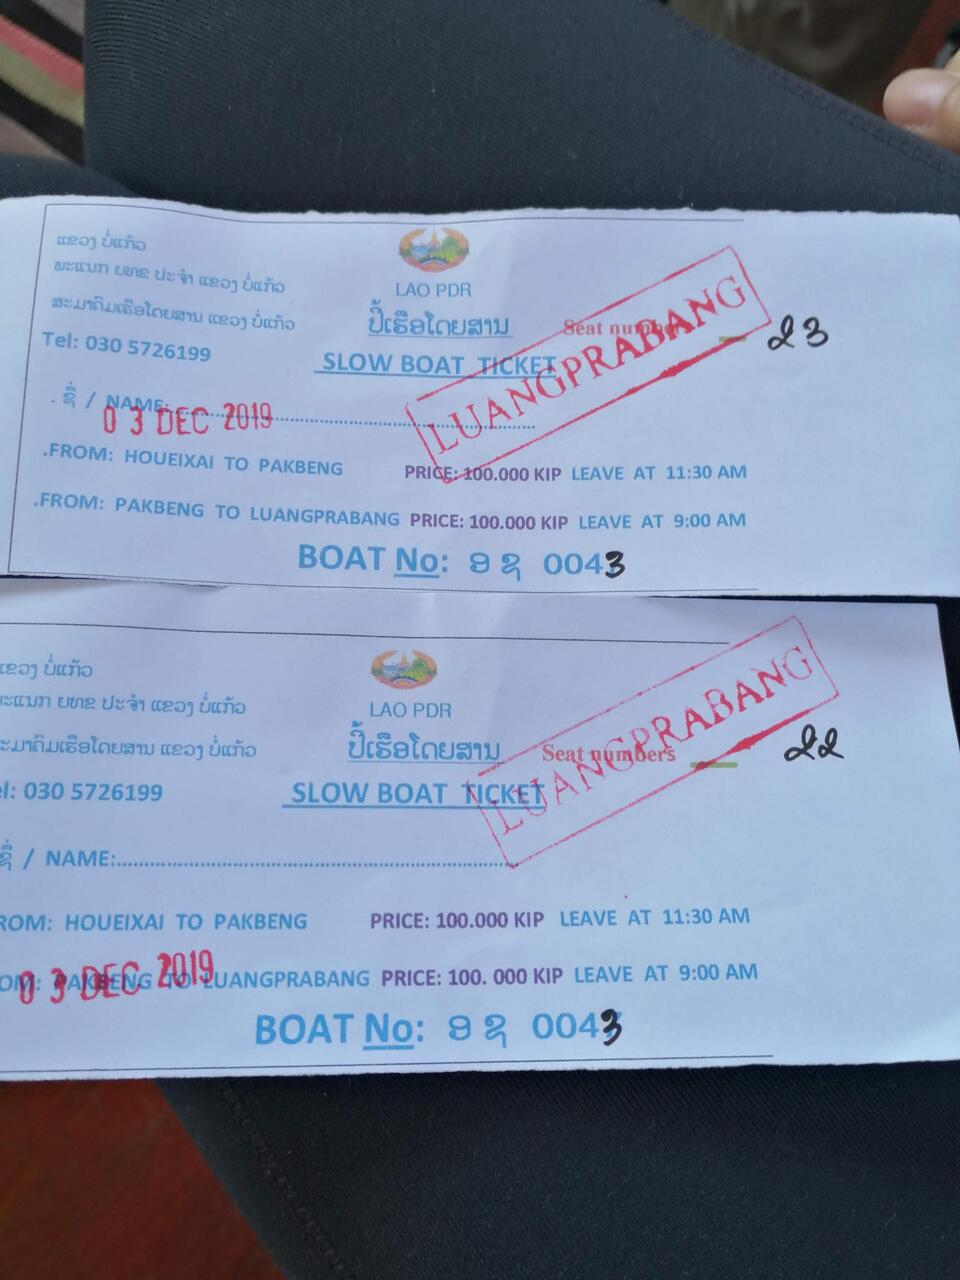 ແຂວງ ບໍ່ແກ້ວ
ພະແນກ ຍທຂ ປະຈຳ ແຂວງ ບໍ່ແກ້ວ
ສະມາຄົມເຮືອໂດຍສານ ແຂວງ ບໍ່ແກ້ວ
Tel: 030 5726199
LAO PDR
ປີ້ເຮືອໂດຍສານ
SLOW BOAT TICKET
Seat numbers 23
LUANGPRABANG
. ຊື່ / NAME:
03 DEC 2019
.FROM: HOUEIXAI TO PAKBENG PRICE: 100.000 KIP LEAVE AT 11:30 AM
.FROM: PAKBENG TO LUANGPRABANG PRICE: 100.000 KIP LEAVE AT 9:00 AM
BOAT No: ອ ຊ 0043
ແຂວງ ບໍ່ແກ້ວ
ພະແນກ ຍທຂ ປະຈຳ ແຂວງ ບໍ່ແກ້ວ
ສະມາຄົມເຮືອໂດຍສານ ແຂວງ ບໍ່ແກ້ວ
el: 030 5726199
LAO PDR
ປີ້ເຮືອໂດຍສານ
SLOW BOAT TICKET
Seat numbers 22
LUANGPRABANG
ຊື່ / NAME:
ROM: HOUEIXAI TO PAKBENG PRICE: 100.000 KIP LEAVE AT 11:30 AM
OM: PAKBENG TO LUANGPRABANG PRICE: 100. 000 KIP LEAVE AT 9:00 AM
03 DEC 2019
BOAT No: ອ ຊ 0043